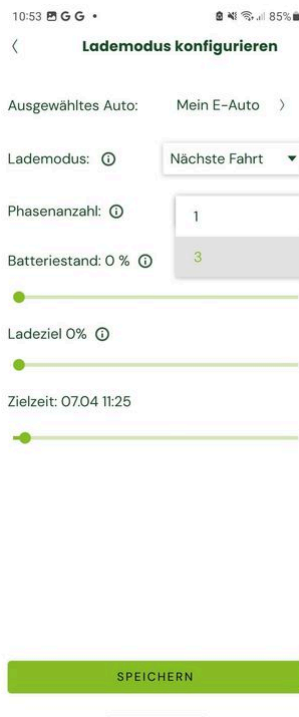 10:53 G G • 85%
Lademodus konfigurieren
Ausgewähltes Auto: Mein E-Auto
Lademodus: Nächste Fahrt
Phasenanzahl:
1
Batteriestand: 0 %
3
Ladeziel 0%
Zielzeit: 07.04 11:25
SPEICHERN